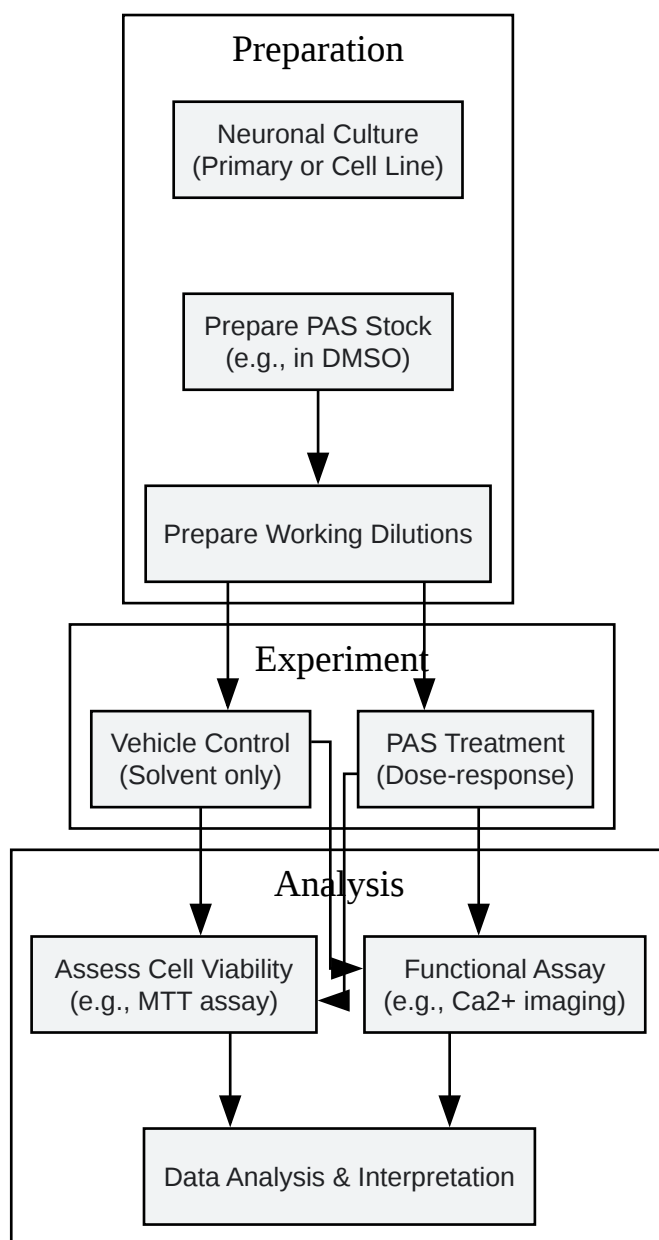 Preparation
Neuronal Culture
(Primary or Cell Line)
Prepare PAS Stock
(e.g., in DMSO)
Prepare Working Dilutions
Experiment
Vehicle Control
(Solvent only)
PAS Treatment
(Dose-response)
Analysis
Assess Cell Viability
(e.g., MTT assay)
Functional Assay
(e.g., Ca2+ imaging)
Data Analysis & Interpretation